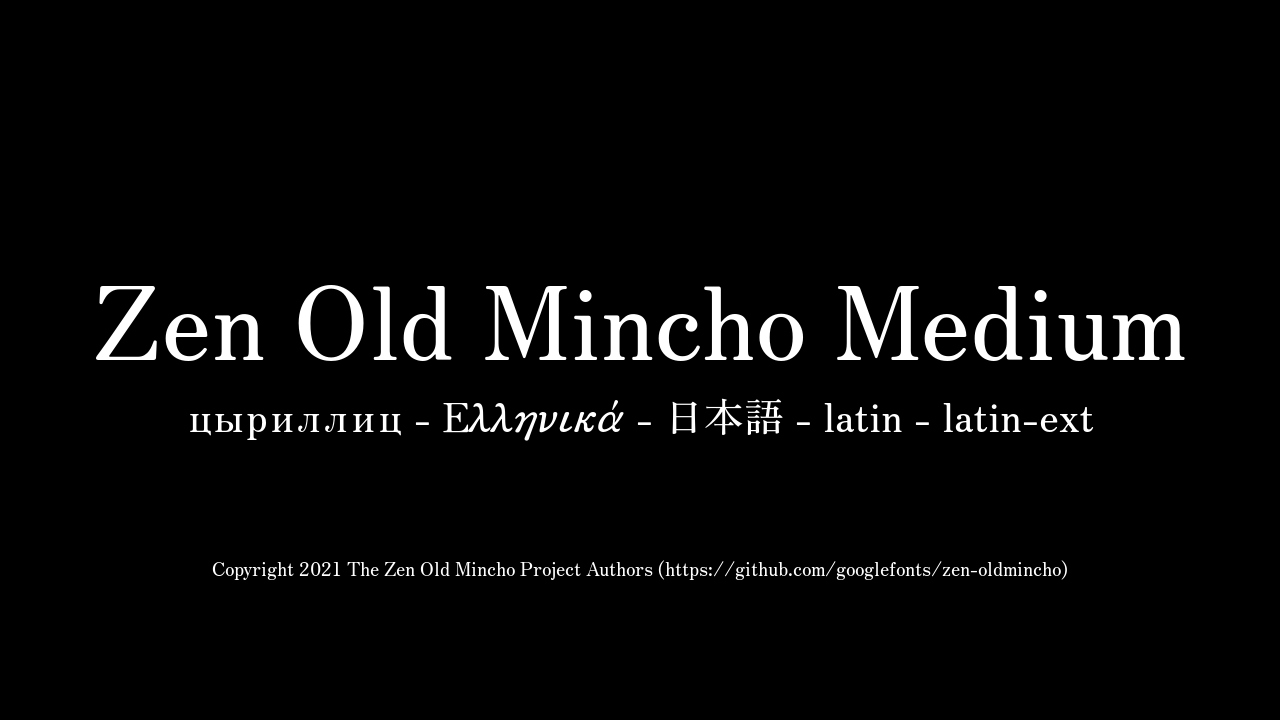 Zen Old Mincho Medium
цыриллиц - Ελληνικά - 日本語 - latin - latin-ext
Copyright 2021 The Zen Old Mincho Project Authors (https://github.com/googlefonts/zen-oldmincho)